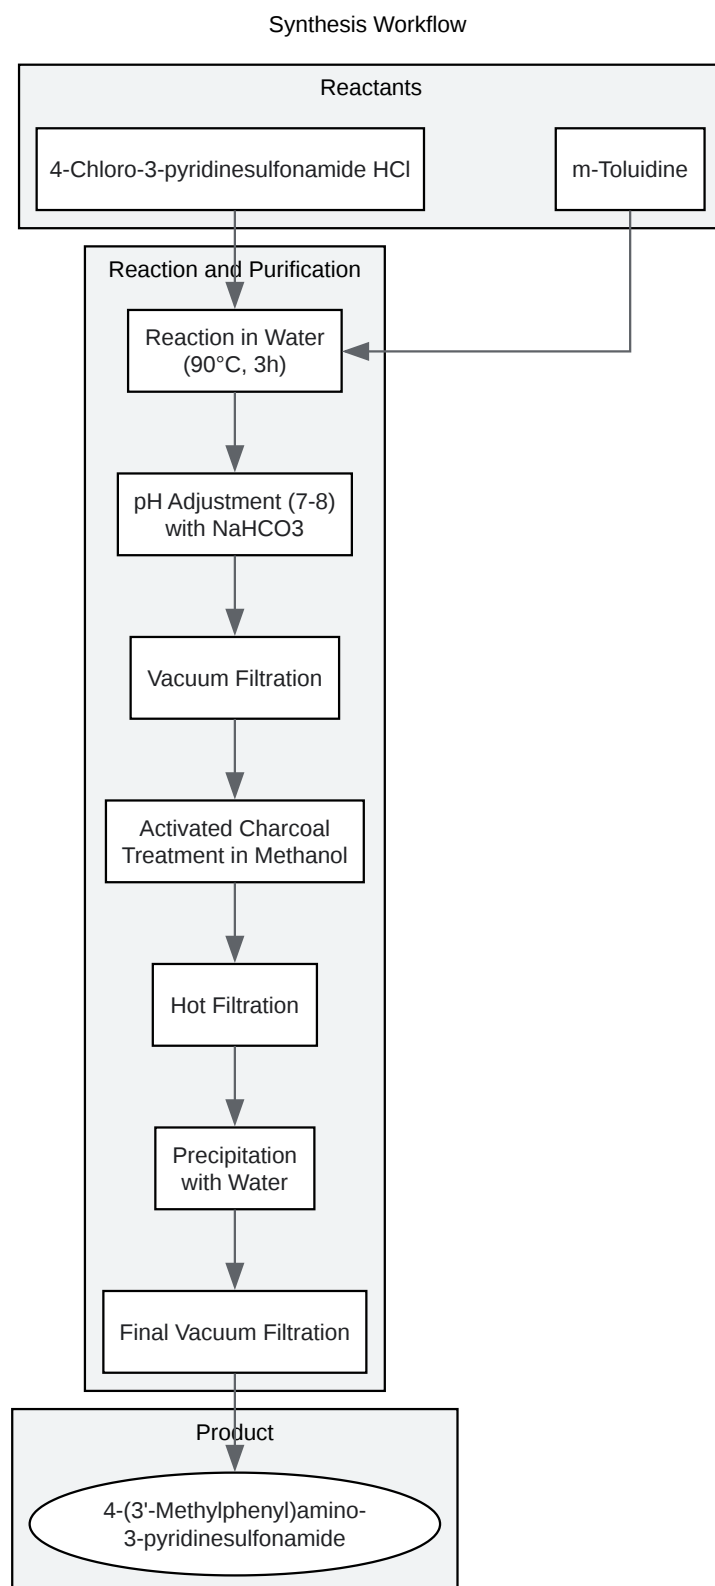 Synthesis Workflow
Reactants
4-Chloro-3-pyridinesulfonamide HCl
m-Toluidine
Reaction and Purification
Reaction in Water
(90°C, 3h)
pH Adjustment (7-8)
with NaHCO3
Vacuum Filtration
Activated Charcoal
Treatment in Methanol
Hot Filtration
Precipitation
with Water
Final Vacuum Filtration
Product
4-(3'-Methylphenyl)amino-
3-pyridinesulfonamide